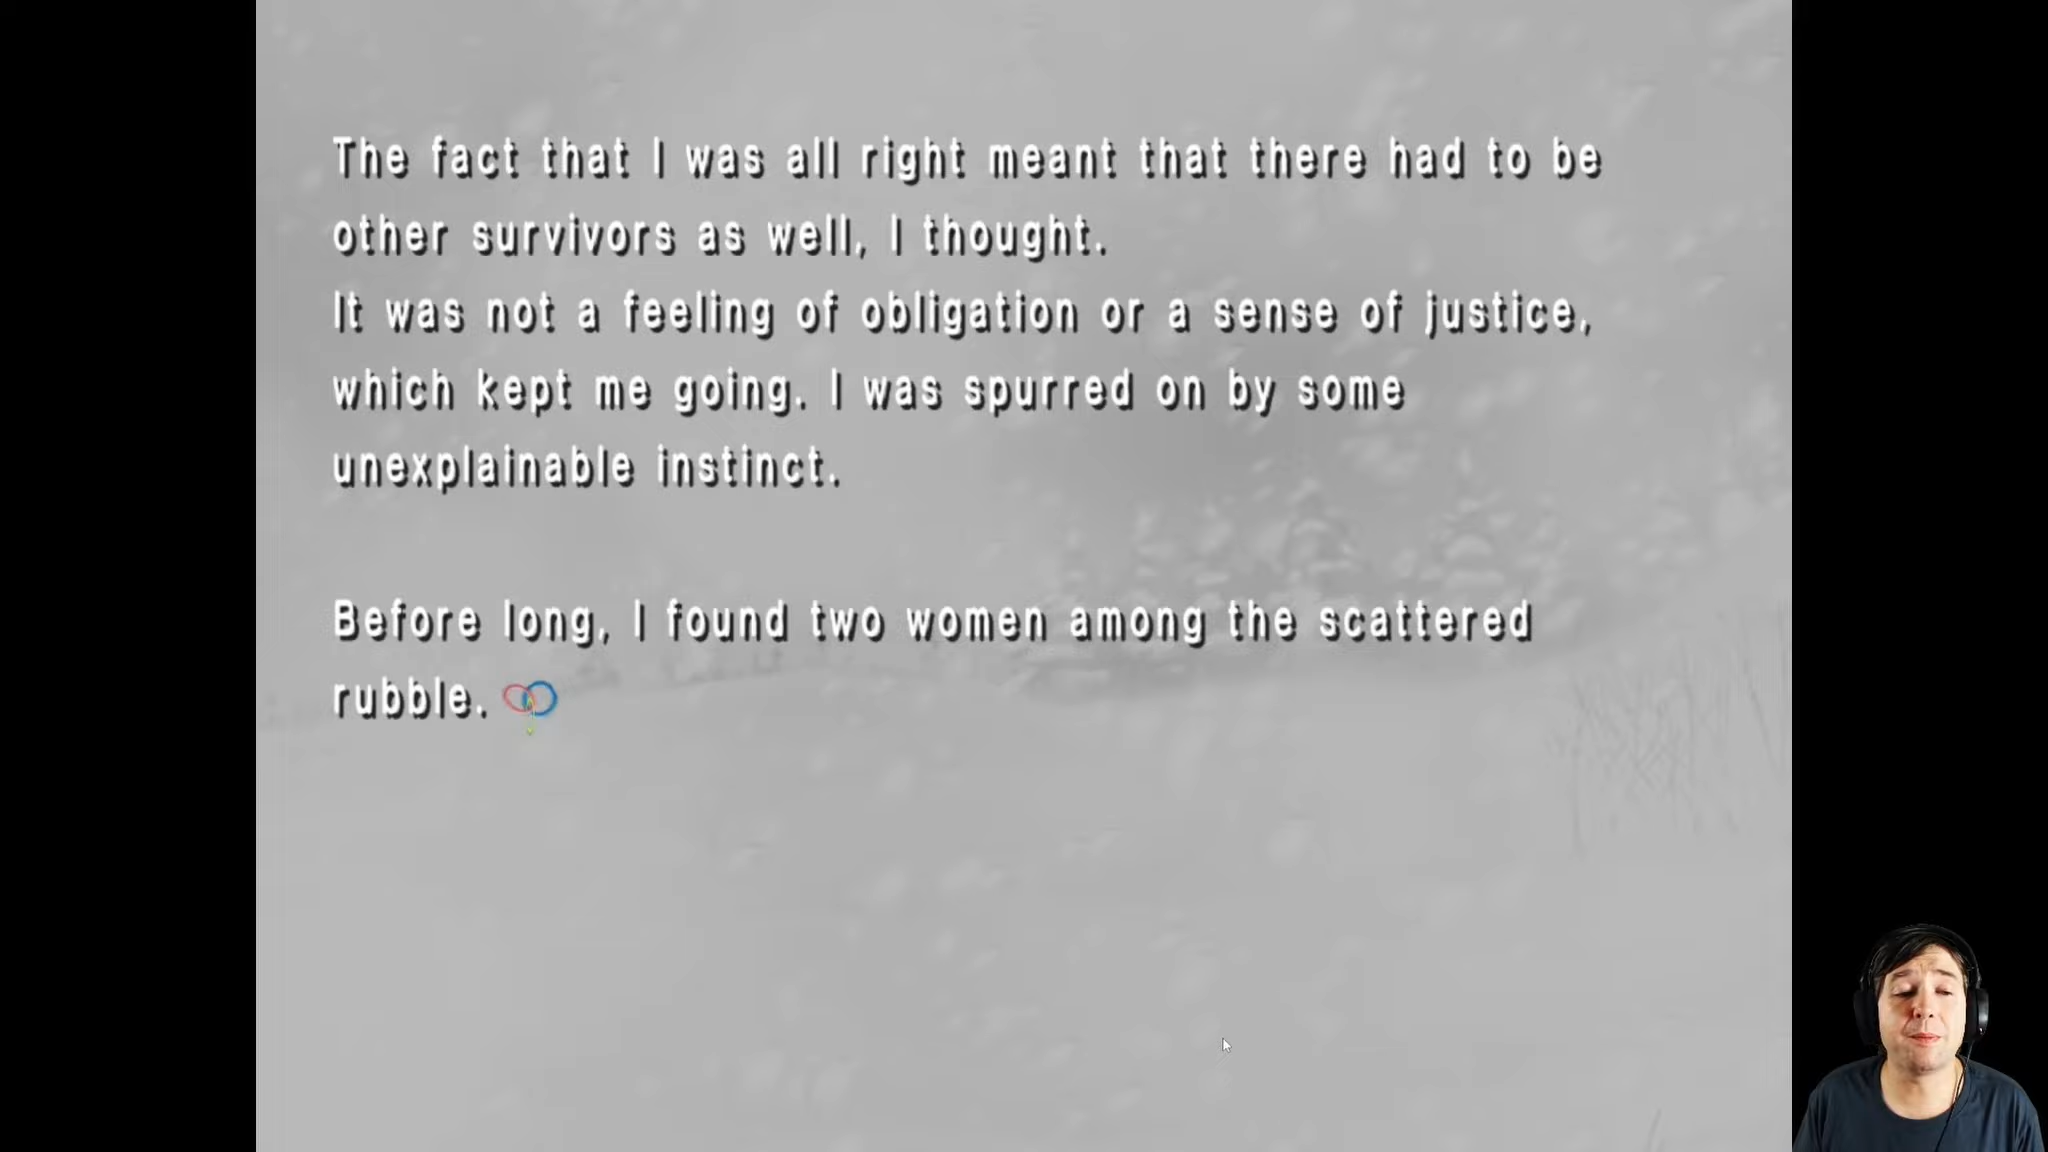 The fact that I was all right meant that there had to be
other survivors as well, I thought.
It was not a feeling of obligation or a sense of justice,
which kept me going. I was spurred on by some
unexplainable instinct.
Before long, I found two women among the scattered
rubble.